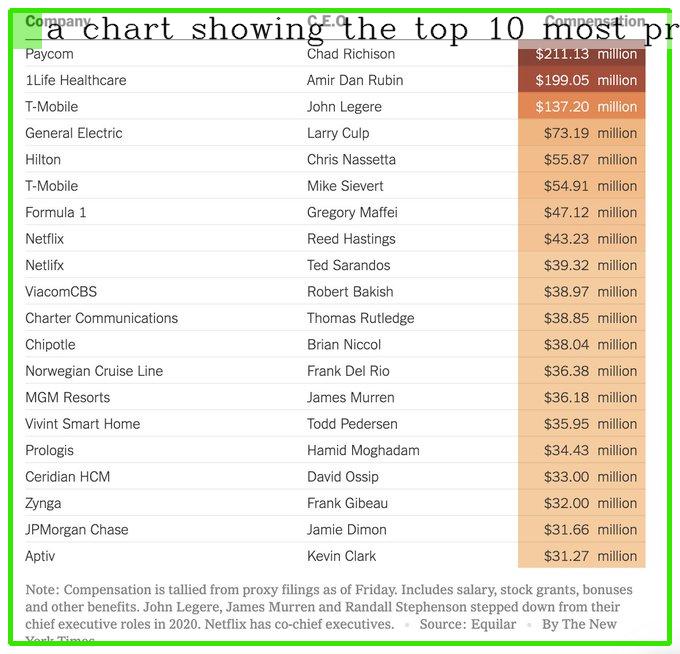 Company C.E.O. Compensation
a chart showing the top 10 most pr
Paycom Chad Richison $211.13 million
1Life Healthcare Amir Dan Rubin $199.05 million
T-Mobile John Legere $137.20 million
General Electric Larry Culp $73.19 million
Hilton Chris Nassetta $55.87 million
T-Mobile Mike Sievert $54.91 million
Formula 1 Gregory Maffei $47.12 million
Netflix Reed Hastings $43.23 million
Netlifx Ted Sarandos $39.32 million
ViacomCBS Robert Bakish $38.97 million
Charter Communications Thomas Rutledge $38.85 million
Chipotle Brian Niccol $38.04 million
Norwegian Cruise Line Frank Del Rio $36.38 million
MGM Resorts James Murren $36.18 million
Vivint Smart Home Todd Pedersen $35.95 million
Prologis Hamid Moghadam $34.43 million
Ceridian HCM David Ossip $33.00 million
Zynga Frank Gibeau $32.00 million
JPMorgan Chase Jamie Dimon $31.66 million
Aptiv Kevin Clark $31.27 million
Note: Compensation is tallied from proxy filings as of Friday. Includes salary, stock grants, bonuses
and other benefits. John Legere, James Murren and Randall Stephenson stepped down from their
chief executive roles in 2020. Netflix has co-chief executives. • Source: Equilar • By The New
York Times